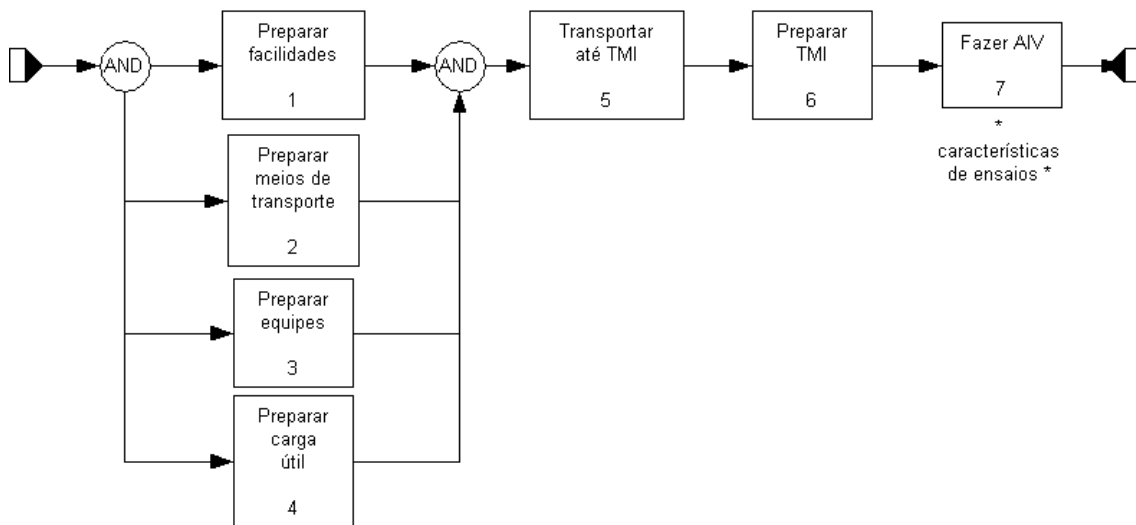 AND
Preparar
facilidades
1
AND
Transportar
até TMI
5
Preparar
TMI
6
Fazer AIV
7
*
características
de ensaios *
Preparar
meios de
transporte
2
Preparar
equipes
3
Preparar
carga
útil
4